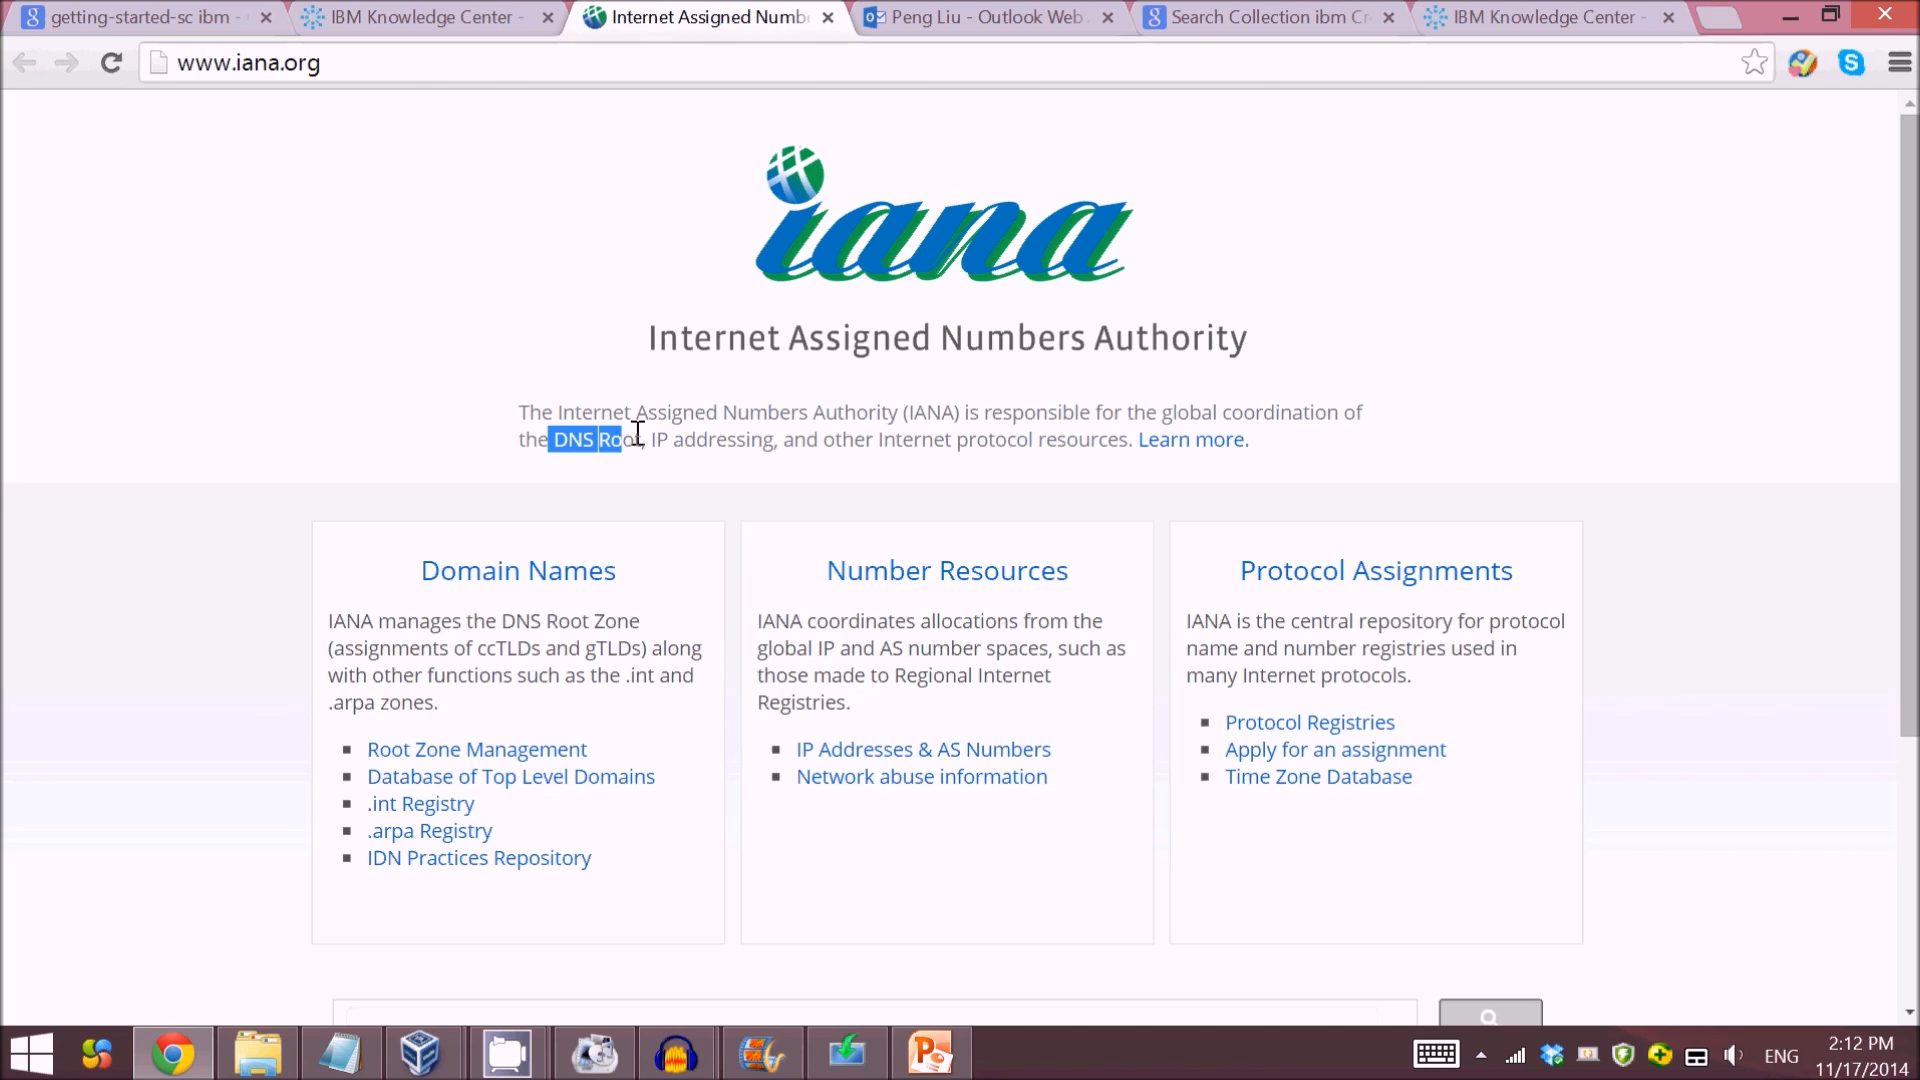 getting-started-sc ibm -
IBM Knowledge Center -
Internet Assigned Numb
Peng Liu - Outlook Web
Search Collection ibm Cr
IBM Knowledge Center -
www.iana.org
iana
Internet Assigned Numbers Authority
The Internet Assigned Numbers Authority (IANA) is responsible for the global coordination of
the DNS Root, IP addressing, and other Internet protocol resources. Learn more.
Domain Names
IANA manages the DNS Root Zone
(assignments of ccTLDs and gTLDs) along
with other functions such as the .int and
.arpa zones.
Root Zone Management
Database of Top Level Domains
.int Registry
.arpa Registry
IDN Practices Repository
Number Resources
IANA coordinates allocations from the
global IP and AS number spaces, such as
those made to Regional Internet
Registries.
IP Addresses & AS Numbers
Network abuse information
Protocol Assignments
IANA is the central repository for protocol
name and number registries used in
many Internet protocols.
Protocol Registries
Apply for an assignment
Time Zone Database
ENG
2:12 PM
11/17/2014